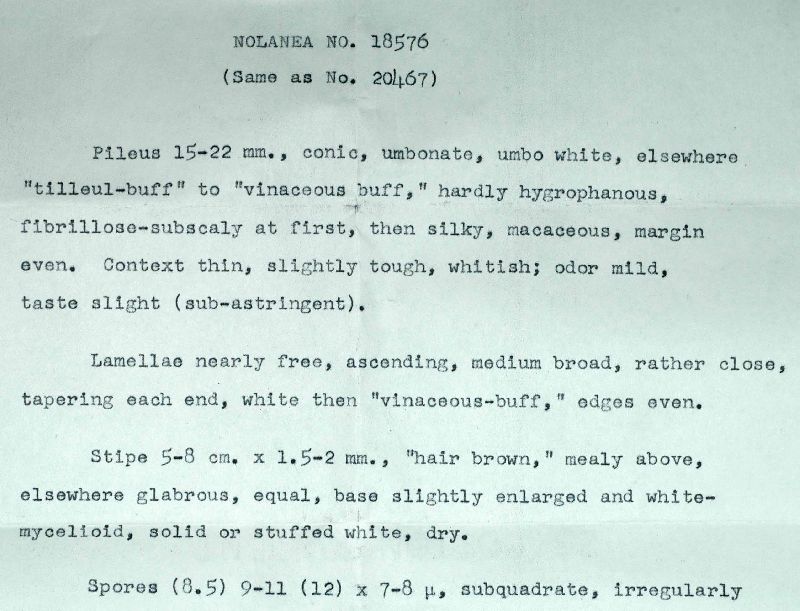 NOLANEA NO. 18576
(Same as No. 20467)
Pileus 15-22 mm., conic, umbonate, umbo white, elsewhere
"tilleul-buff" to "vinaceous buff," hardly hygrophanous,
fibrillose-subscaly at first, then silky, macaceous, margin
even. Context thin, slightly tough, whitish; odor mild,
taste slight (sub-astringent).
Lamellae nearly free, ascending, medium broad, rather close,
tapering each end, white then "vinaceous-buff," edges even.
Stipe 5-8 cm. x 1.5-2 mm., "hair brown," mealy above,
elsewhere glabrous, equal, base slightly enlarged and white-
mycelioid, solid or stuffed white, dry.
Spores (8.5) 9-11 (12) x 7-8 µ, subquadrate, irregularly